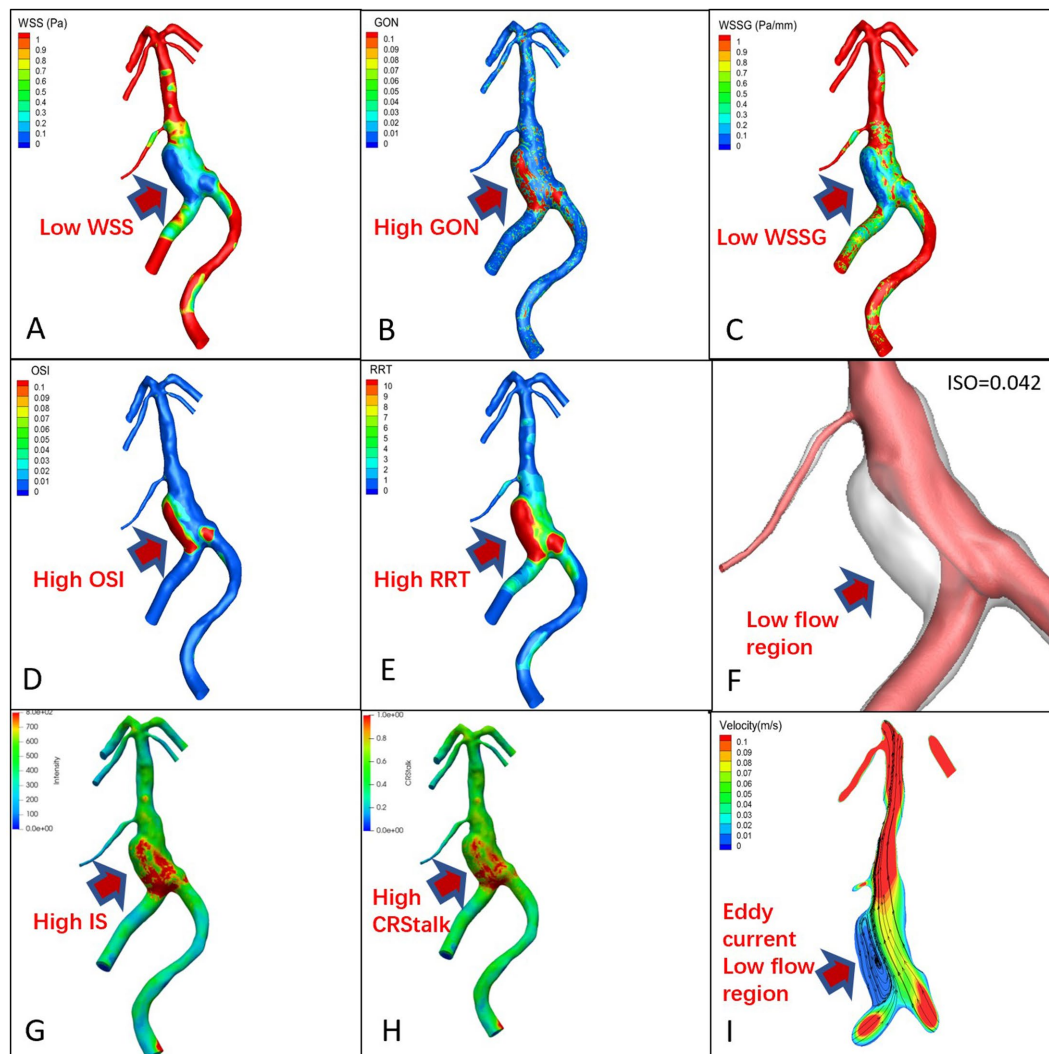 WSS (Pa)
1
0.9
0.8
0.7
0.6
0.5
0.4
0.3
0.2
0.1
0
Low WSS
A
GON
0.1
0.09
0.08
0.07
0.06
0.05
0.04
0.03
0.02
0.01
0
High GON
B
WSSG (Pa/mm)
1
0.9
0.8
0.7
0.6
0.5
0.4
0.3
0.2
0.1
0
Low WSSG
C
OSI
0.1
0.09
0.08
0.07
0.06
0.05
0.04
0.03
0.02
0.01
0
High OSI
D
RRT
10
9
8
7
6
5
4
3
2
1
0
High RRT
E
ISO=0.042
Low flow
region
F
8.0e+02
700
600
500
400
300
200
100
0.0e+00
Intensity
High IS
G
1.0e+00
0.8
0.6
0.4
0.2
0.0e+00
CRStalk
High
CRStalk
H
Velocity(m/s)
0.1
0.09
0.08
0.07
0.06
0.05
0.04
0.03
0.02
0.01
0
Eddy
current
Low flow
region
I